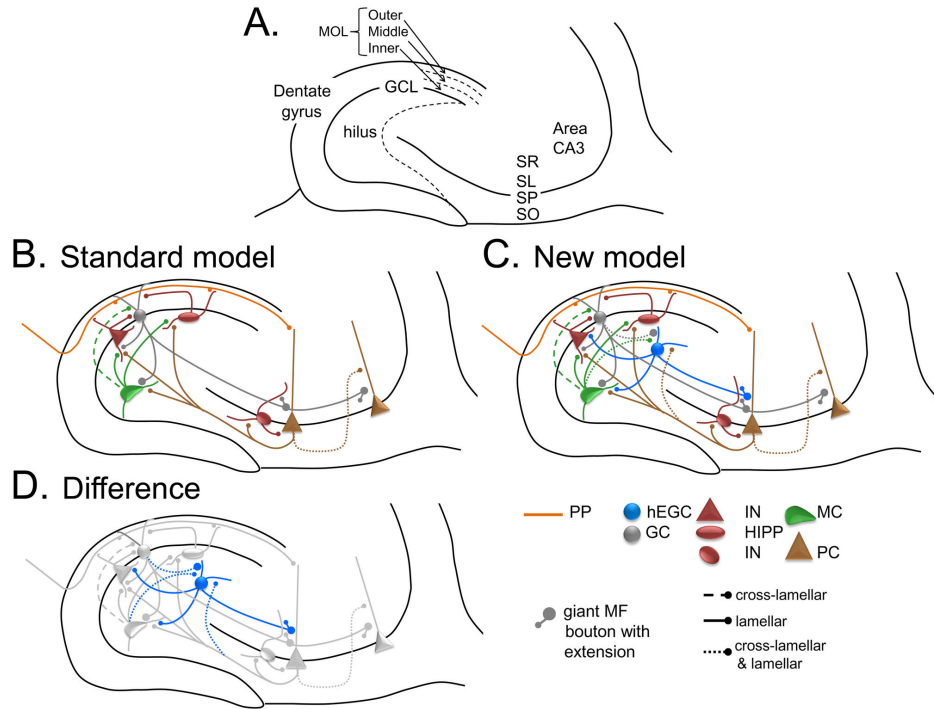 A.
Outer
MOL Middle
Inner
Dentate
gyrus
GCL
hilus
Area
CA3
SR
SL
SP
SO
B. Standard model
C. New model
D. Difference
PP
hEGC
GC
IN
HIPP
IN
MC
PC
giant MF
bouton with
extension
cross-lamellar
lamellar
cross-lamellar
& lamellar